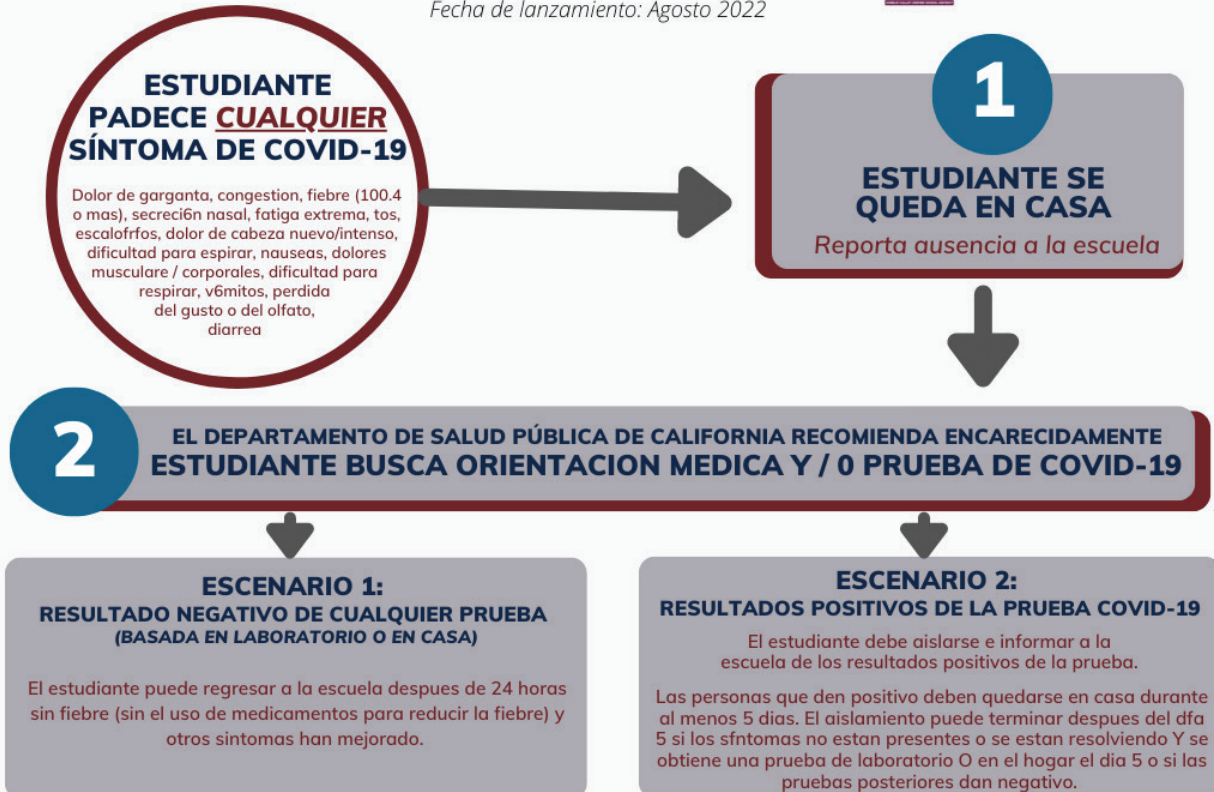 Fecha de lanzamiento: Agosto 2022
ESTUDIANTE
PADECE CUALQUIER
SÍNTOMA DE COVID-19
Dolor de garganta, congestion, fiebre (100.4
o mas), secreci6n nasal, fatiga extrema, tos,
escalofrfos, dolor de cabeza nuevo/intenso,
dificultad para espirar, nauseas, dolores
musculare / corporales, dificultad para
respirar, v6mitos, perdida
del gusto o del olfato,
diarrea
1
ESTUDIANTE SE
QUEDA EN CASA
Reporta ausencia a la escuela
2
EL DEPARTAMENTO DE SALUD PÚBLICA DE CALIFORNIA RECOMIENDA ENCARECIDAMENTE
ESTUDIANTE BUSCA ORIENTACION MEDICA Y / 0 PRUEBA DE COVID-19
ESCENARIO 1:
RESULTADO NEGATIVO DE CUALQUIER PRUEBA
(BASADA EN LABORATORIO O EN CASA)
El estudiante puede regresar a la escuela despues de 24 horas
sin fiebre (sin el uso de medicamentos para reducir la fiebre) y
otros sintomas han mejorado.
ESCENARIO 2:
RESULTADOS POSITIVOS DE LA PRUEBA COVID-19
El estudiante debe aislarse e informar a la
escuela de los resultados positivos de la prueba.
Las personas que den positivo deben quedarse en casa durante
al menos 5 dias. El aislamiento puede terminar despues del dfa
5 si los sfntomas no estan presentes o se estan resolviendo Y se
obtiene una prueba de laboratorio O en el hogar el dia 5 o si las
pruebas posteriores dan negativo.